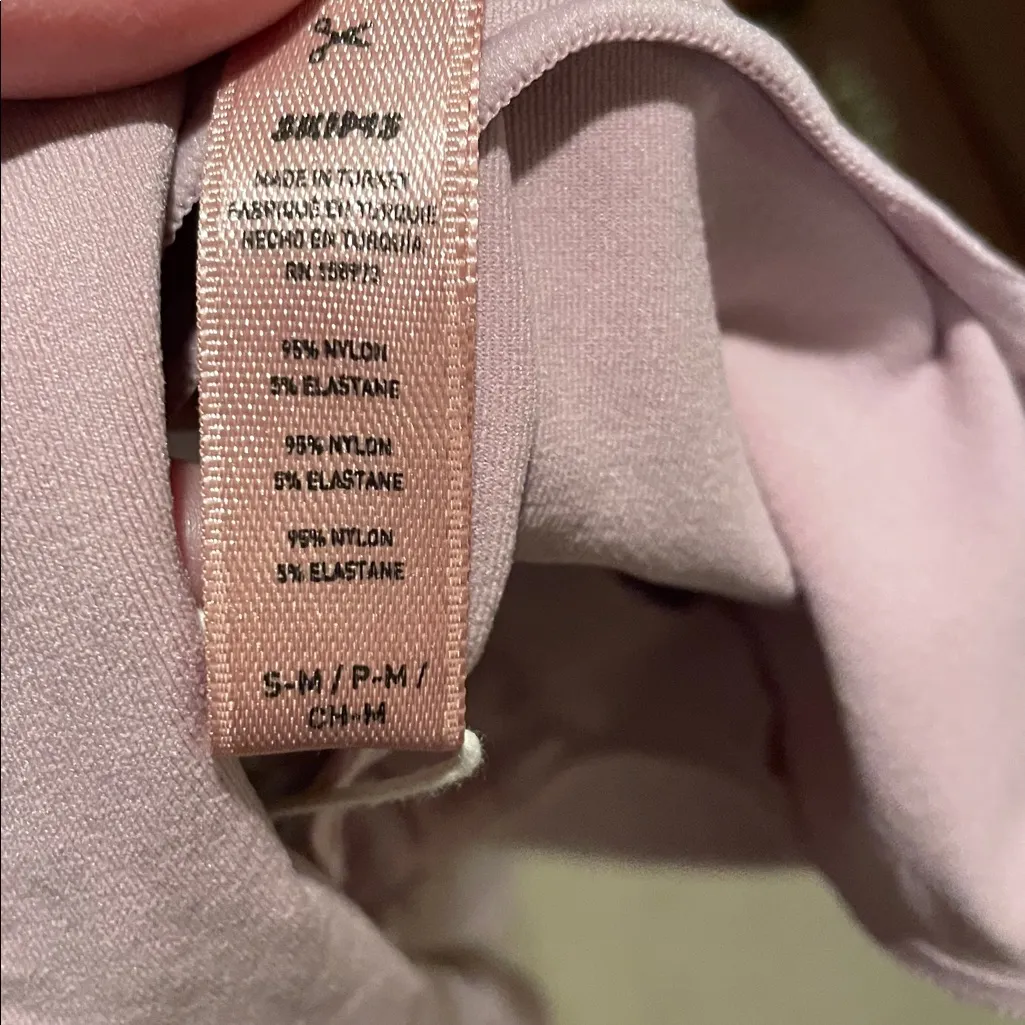 SKIMS
MADE IN TURKEY
FABRIQUÉ EN TURQUIE
HECHO EN TURQUÍA
RN
95% NYLON
5% ELASTANE
95% NYLON
5% ELASTANE
95% NYLON
5% ELASTANE
S-M / P-M /
CH-M